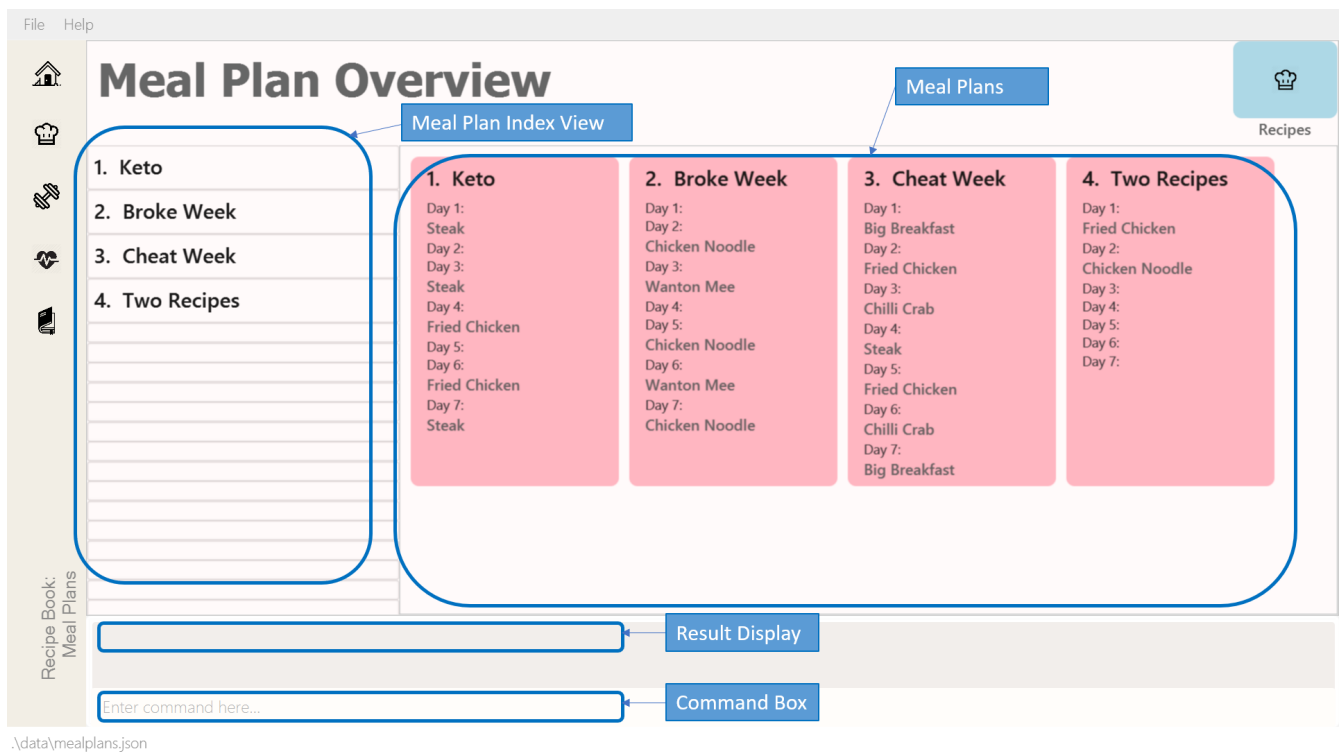 File Help
Meal Plan Overview
Meal Plans
Meal Plan Index View
Recipes
1. Keto
2. Broke Week
3. Cheat Week
4. Two Recipes
1. Keto
Day 1:
Steak
Day 2:
Day 3:
Steak
Day 4:
Fried Chicken
Day 5:
Day 6:
Fried Chicken
Day 7:
Steak
2. Broke Week
Day 1:
Day 2:
Chicken Noodle
Day 3:
Wanton Mee
Day 4:
Day 5:
Chicken Noodle
Day 6:
Wanton Mee
Day 7:
Chicken Noodle
3. Cheat Week
Day 1:
Big Breakfast
Day 2:
Fried Chicken
Day 3:
Chilli Crab
Day 4:
Steak
Day 5:
Fried Chicken
Day 6:
Chilli Crab
Day 7:
Big Breakfast
4. Two Recipes
Day 1:
Fried Chicken
Day 2:
Chicken Noodle
Day 3:
Day 4:
Day 5:
Day 6:
Day 7:
Recipe Book:
Meal Plans
Result Display
Enter command here...
Command Box
.\data\mealplans.json